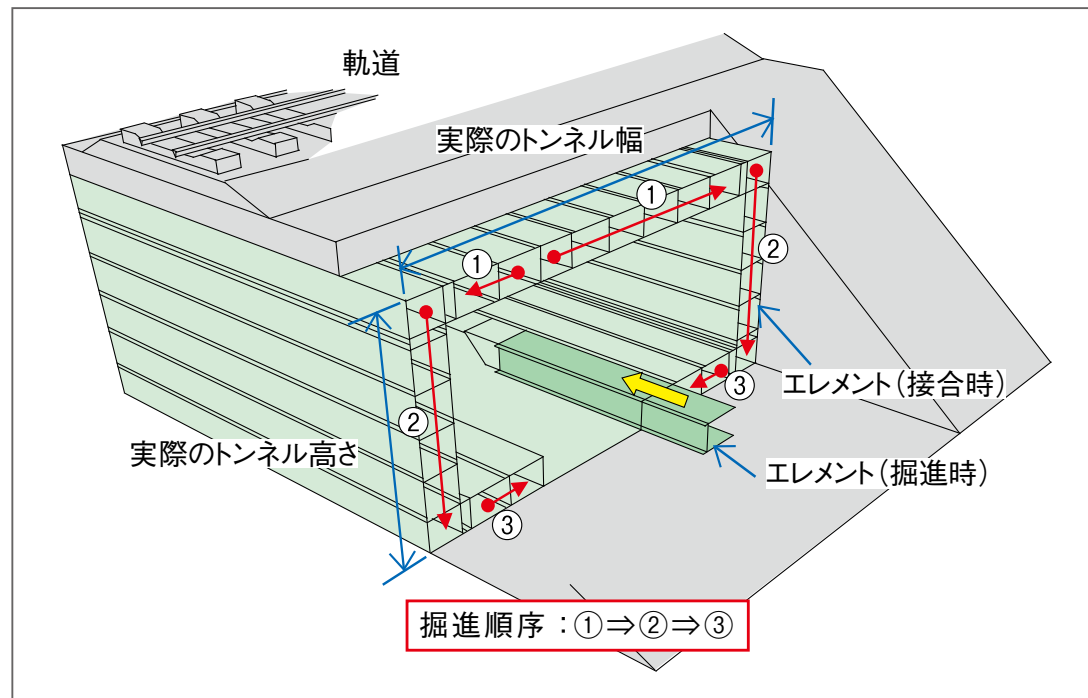 軌道
実際のトンネル幅
①
①
②
エレメント（接合時）
③
②
実際のトンネル高さ
エレメント（掘進時）
③
掘進順序：①⇒②⇒③